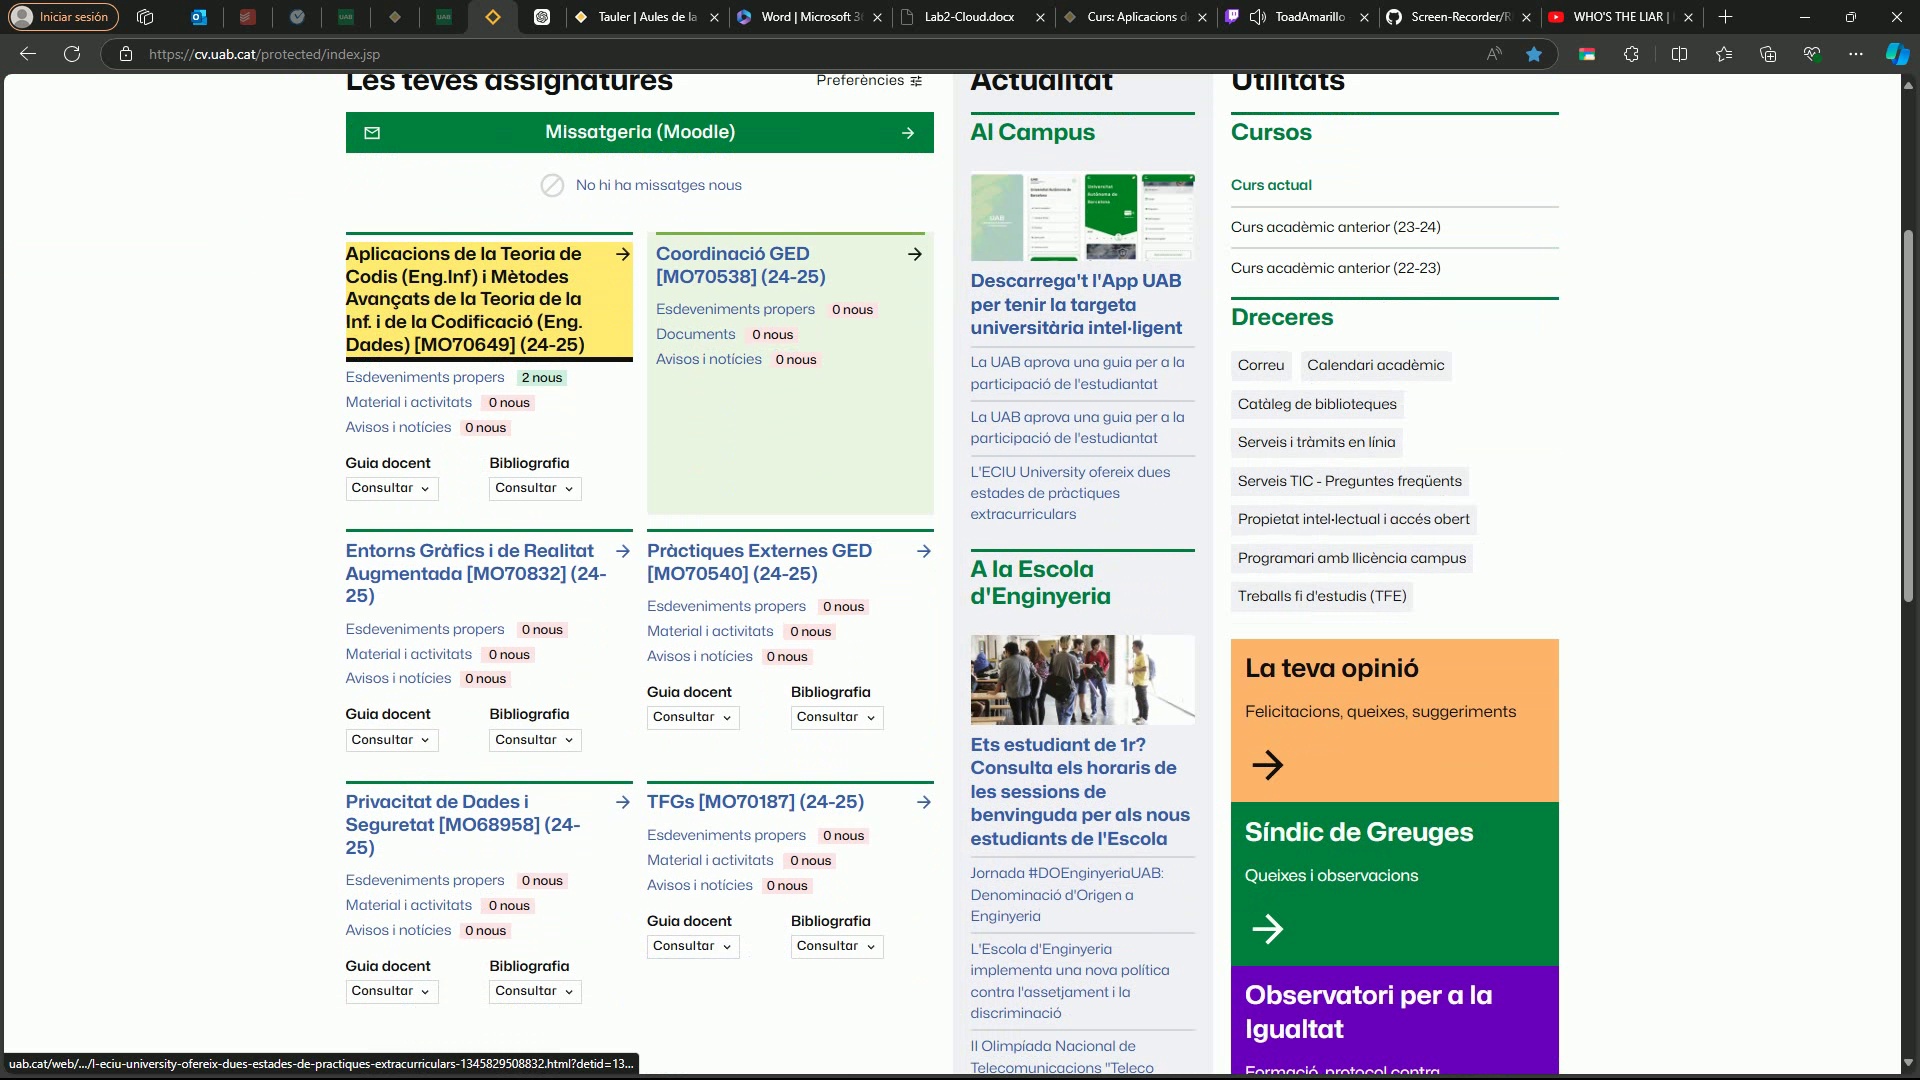 Iniciar sesión
Tauler | Aules de la
Word | Microsoft 3
Lab2-Cloud.docx
Curs: Aplicacions d
ToadAmarillo
Screen-Recorder/R
WHO'S THE LIAR |
https://cv.uab.cat/protected/index.jsp
Les teves assignatures
Preferències
Missatgeria (Moodle)
No hi ha missatges nous
Aplicacions de la Teoria de
Codis (Eng.Inf) i Mètodes
Avançats de la Teoria de la
Inf. i de la Codificació (Eng.
Dades) [MO70649] (24-25)
Esdeveniments propers 2 nous
Material i activitats 0 nous
Avisos i notícies 0 nous
Guia docent Bibliografia
Consultar Consultar
Coordinació GED
[MO70538] (24-25)
Esdeveniments propers 0 nous
Documents 0 nous
Avisos i notícies 0 nous
Entorns Gràfics i de Realitat
Augmentada [MO70832] (24-
25)
Esdeveniments propers 0 nous
Material i activitats 0 nous
Avisos i notícies 0 nous
Guia docent Bibliografia
Consultar Consultar
Pràctiques Externes GED
[MO70540] (24-25)
Esdeveniments propers 0 nous
Material i activitats 0 nous
Avisos i notícies 0 nous
Guia docent Bibliografia
Consultar Consultar
Privacitat de Dades i
Seguretat [MO68958] (24-
25)
Esdeveniments propers 0 nous
Material i activitats 0 nous
Avisos i notícies 0 nous
Guia docent Bibliografia
Consultar Consultar
TFGs [MO70187] (24-25)
Esdeveniments propers 0 nous
Material i activitats 0 nous
Avisos i notícies 0 nous
Guia docent Bibliografia
Consultar Consultar
Actualitat
Al Campus
Descarrega't l'App UAB
per tenir la targeta
universitària intel·ligent
La UAB aprova una guia per a la
participació de l'estudiantat
La UAB aprova una guia per a la
participació de l'estudiantat
L'ECIU University ofereix dues
estades de pràctiques
extracurriculars
A la Escola
d'Enginyeria
Ets estudiant de 1r?
Consulta els horaris de
les sessions de
benvinguda per als nous
estudiants de l'Escola
Jornada #DOEnginyeriaUAB:
Denominació d'Origen a
Enginyeria
L'Escola d'Enginyeria
implementa una nova política
contra l'assetjament i la
discriminació
II Olimpíada Nacional de
Telecomunicacions "Teleco
Utilitats
Cursos
Curs actual
Curs acadèmic anterior (23-24)
Curs acadèmic anterior (22-23)
Dreceres
Correu
Calendari acadèmic
Catàleg de biblioteques
Serveis i tràmits en línia
Serveis TIC - Preguntes freqüents
Propietat intel·lectual i accés obert
Programari amb llicència campus
Treballs fi d'estudis (TFE)
La teva opinió
Felicitacions, queixes, suggeriments
Síndic de Greuges
Queixes i observacions
Observatori per a la
Igualtat
Formació, protocol contra
uab.cat/web/.../l-eciu-university-ofereix-dues-estades-de-practiques-extracurriculars-1345829508832.html?detid=13...